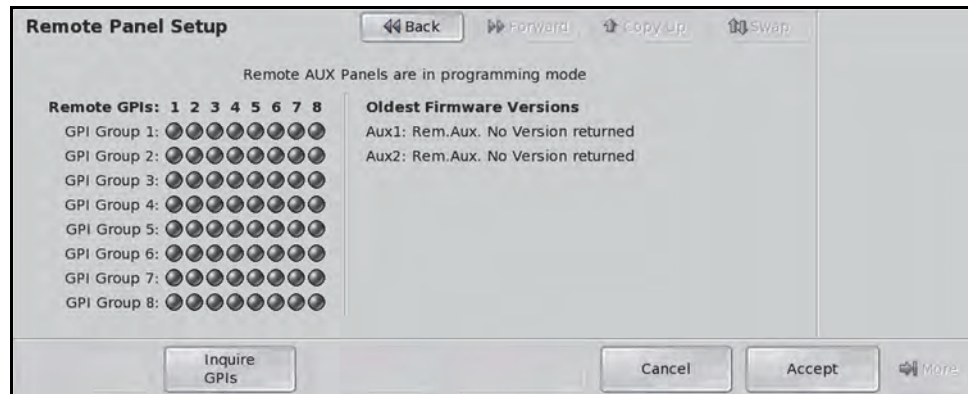 Remote Panel Setup Back Forward Copy Up Swap
Remote AUX Panels are in programming mode
Remote GPIs: 1 2 3 4 5 6 7 8
GPI Group 1:
GPI Group 2:
GPI Group 3:
GPI Group 4:
GPI Group 5:
GPI Group 6:
GPI Group 7:
GPI Group 8:
Oldest Firmware Versions
Aux1: Rem.Aux. No Version returned
Aux2: Rem.Aux. No Version returned
Inquire
GPIs
Cancel Accept More